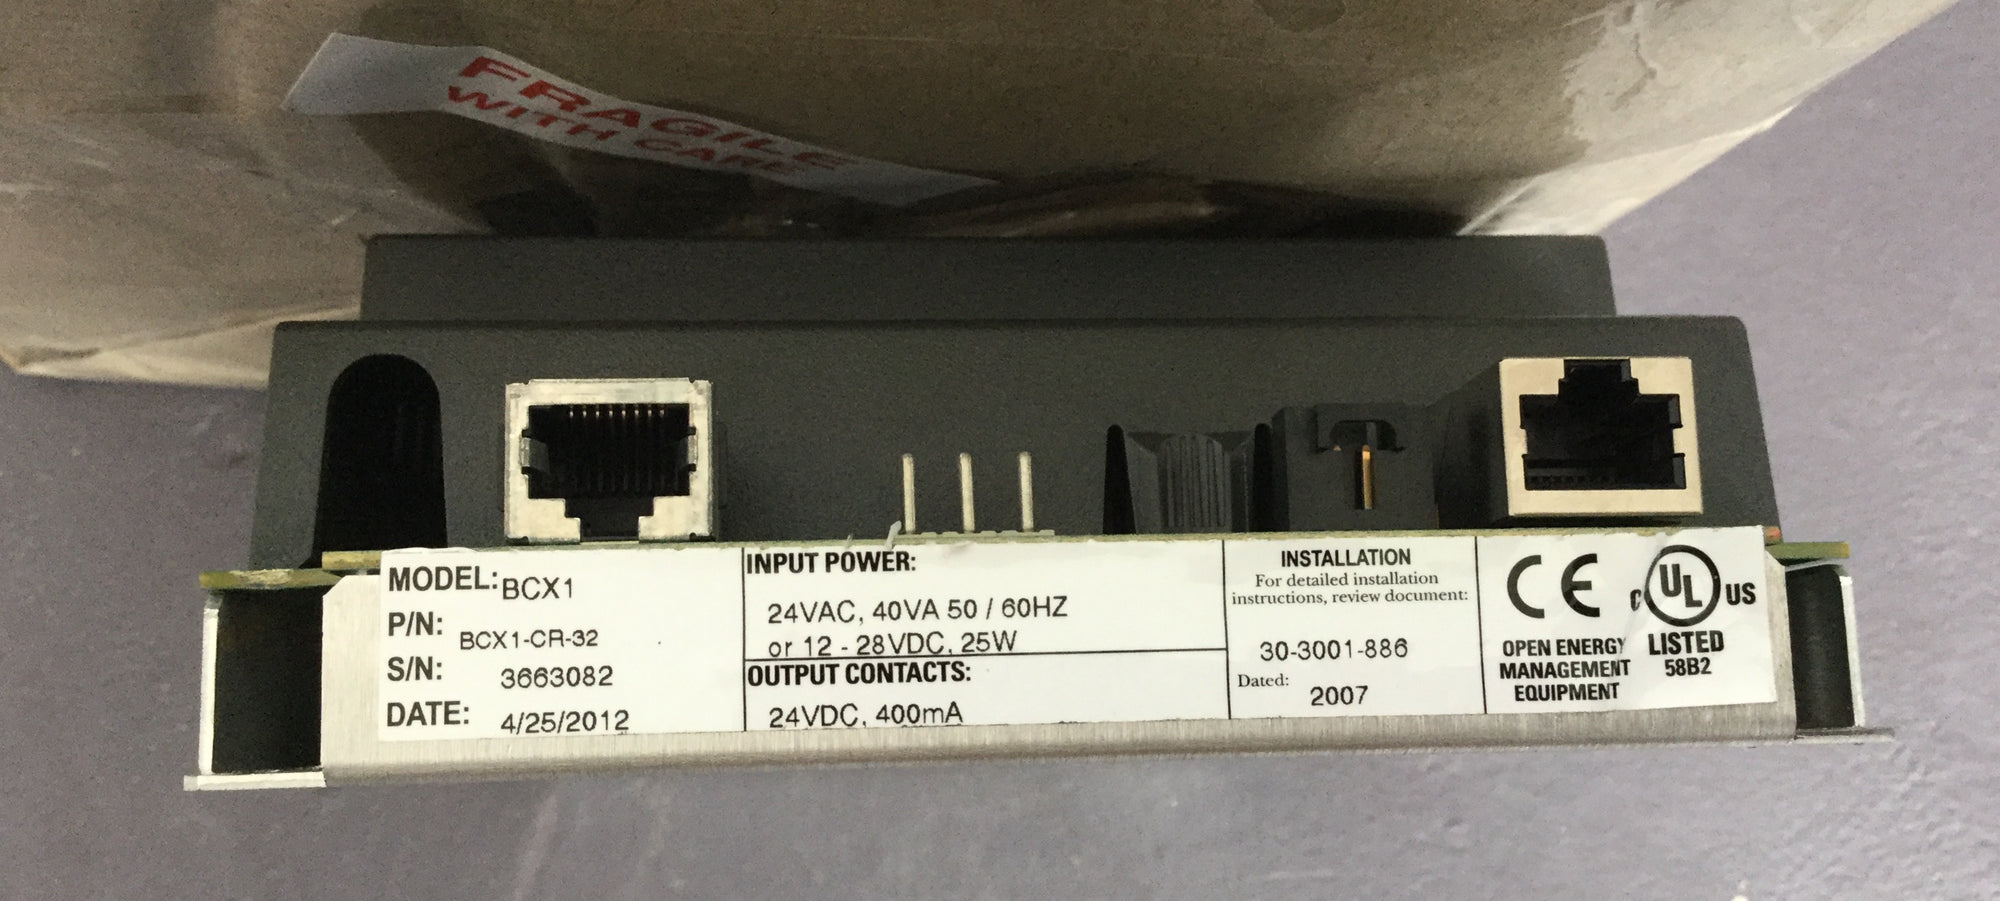 FRAGILE
WITH CARE
MODEL: BCX1
P/N: BCX1-CR-32
S/N: 3663082
DATE: 4/25/2012
INPUT POWER:
24VAC, 40VA 50 / 60HZ
or 12 - 28VDC, 25W
OUTPUT CONTACTS:
24VDC, 400mA
INSTALLATION
For detailed installation
instructions, review document:
30-3001-886
Dated:
2007
CE
OPEN ENERGY
MANAGEMENT
EQUIPMENT
C UL US
LISTED
58B2